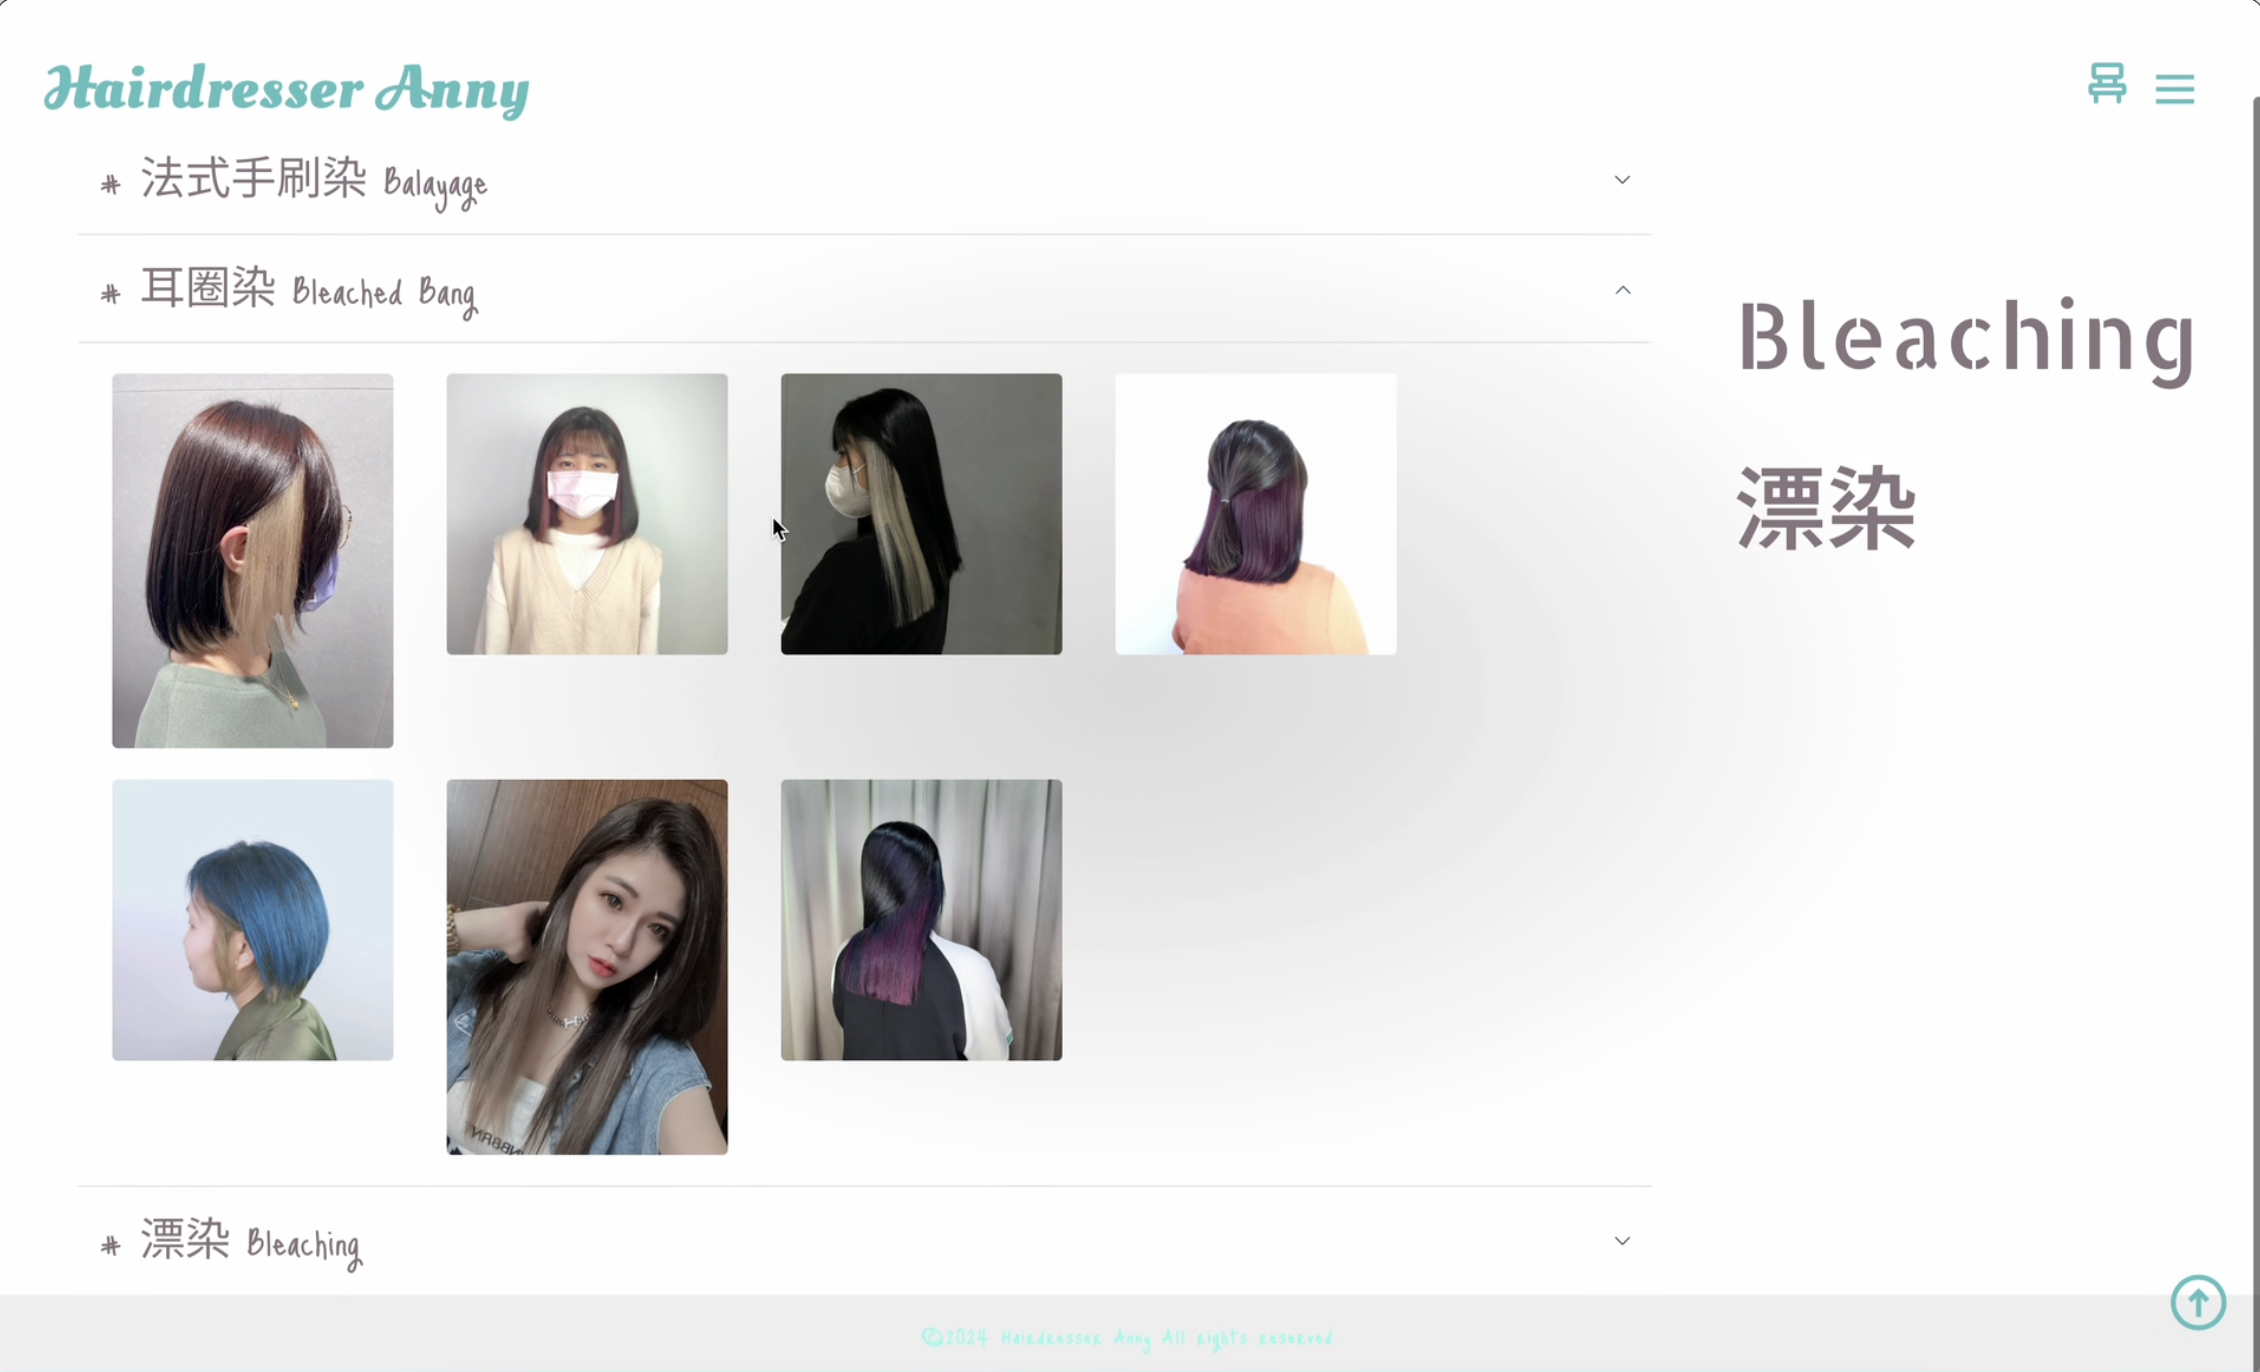 Hairdresser Anny
# 法式手刷染 Balayage
# 耳圈染 Bleached Bang
Bleaching
漂染
# 漂染 Bleaching
©2024 Hairdresser Anny All rights reserved.